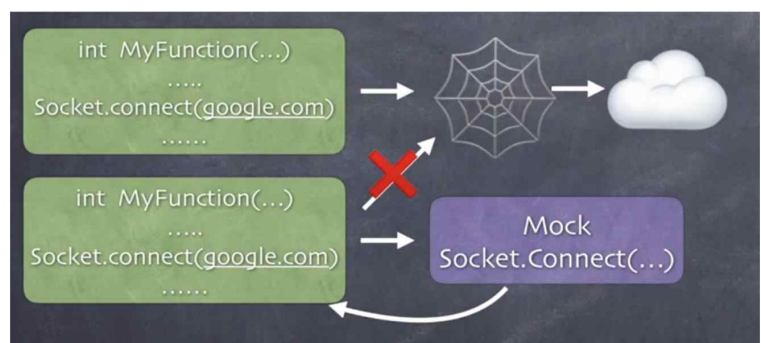 int MyFunction(...)
.....
Socket.connect(google.com)
......
int MyFunction(...)
.....
Socket.connect(google.com)
......
Mock
Socket.Connect(...)